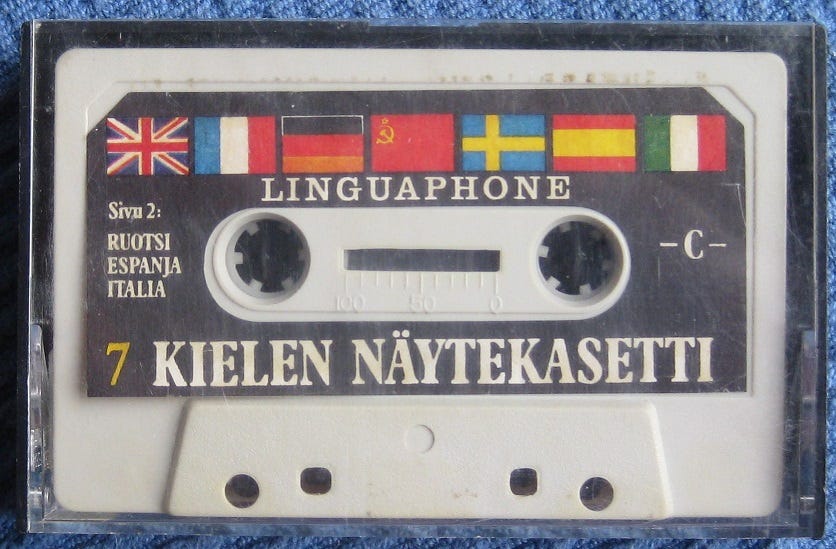 LINGUAPHONE
Sivu 2:
RUOTSI
ESPANJA
ITALIA
-C-
100 50 0
7 KIELEN NÄYTEKASETTI